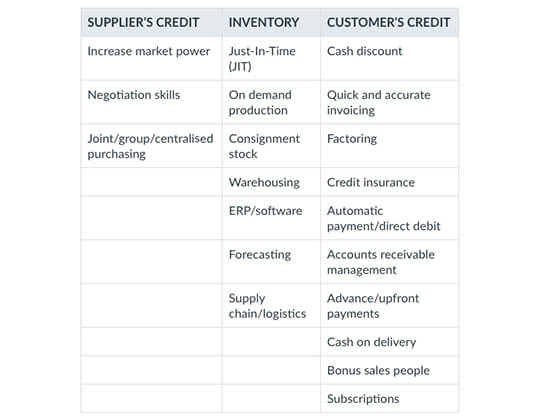 SUPPLIER'S CREDIT INVENTORY CUSTOMER'S CREDIT
Increase market power Just-In-Time Cash discount
(JIT)
Negotiation skills On demand Quick and accurate
production invoicing
Joint/group/centralised Consignment Factoring
purchasing stock
Warehousing Credit insurance
ERP/software Automatic
payment/direct debit
Forecasting Accounts receivable
management
Supply Advance/upfront
chain/logistics payments
Cash on delivery
Bonus sales people
Subscriptions